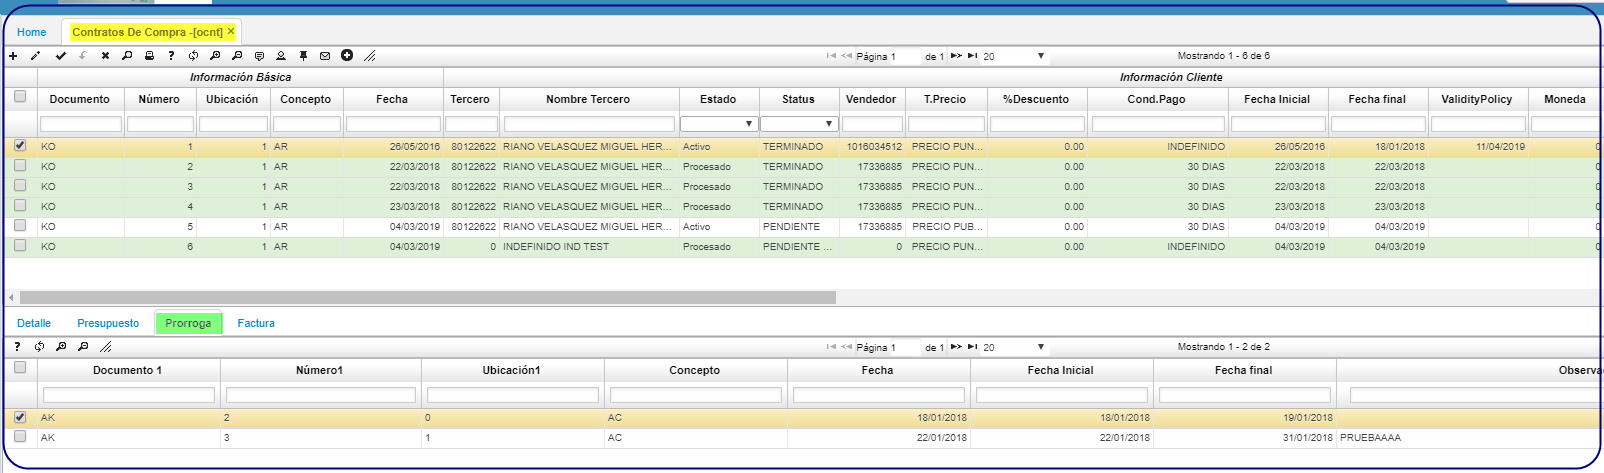 Home Contratos De Compra -[ocnt] ×
Página 1 de 1 20 Mostrando 1 - 6 de 6
Información Básica Información Cliente
Documento Número Ubicación Concepto Fecha Tercero Nombre Tercero Estado Status Vendedor T.Precio %Descuento Cond.Pago Fecha Inicial Fecha final ValidityPolicy Moneda
KO 1 1 AR 26/05/2016 80122622 RIANO VELASQUEZ MIGUEL HER... Activo TERMINADO 1016034512 PRECIO PUN... 0.00 INDEFINIDO 26/05/2016 18/01/2018 11/04/2019 0
KO 2 1 AR 22/03/2018 80122622 RIANO VELASQUEZ MIGUEL HER... Procesado TERMINADO 17336885 PRECIO PUN... 0.00 30 DIAS 22/03/2018 22/03/2018 0
KO 3 1 AR 22/03/2018 80122622 RIANO VELASQUEZ MIGUEL HER... Procesado TERMINADO 17336885 PRECIO PUN... 0.00 30 DIAS 22/03/2018 22/03/2018 0
KO 4 1 AR 23/03/2018 80122622 RIANO VELASQUEZ MIGUEL HER... Procesado TERMINADO 17336885 PRECIO PUN... 0.00 30 DIAS 23/03/2018 23/03/2018 0
KO 5 1 AR 04/03/2019 80122622 RIANO VELASQUEZ MIGUEL HER... Activo PENDIENTE 17336885 PRECIO PUB... 0.00 30 DIAS 04/03/2019 04/03/2019 0
KO 6 1 AR 04/03/2019 0 INDEFINIDO IND TEST Procesado PENDIENTE ... 0 PRECIO PUN... 0.00 INDEFINIDO 04/03/2019 04/03/2019 0
Detalle Presupuesto Prorroga Factura
Página 1 de 1 20 Mostrando 1 - 2 de 2
Documento 1 Número1 Ubicación1 Concepto Fecha Fecha Inicial Fecha final Observa
AK 2 0 AC 18/01/2018 18/01/2018 19/01/2018
AK 3 1 AC 22/01/2018 22/01/2018 31/01/2018 PRUEBAAAA